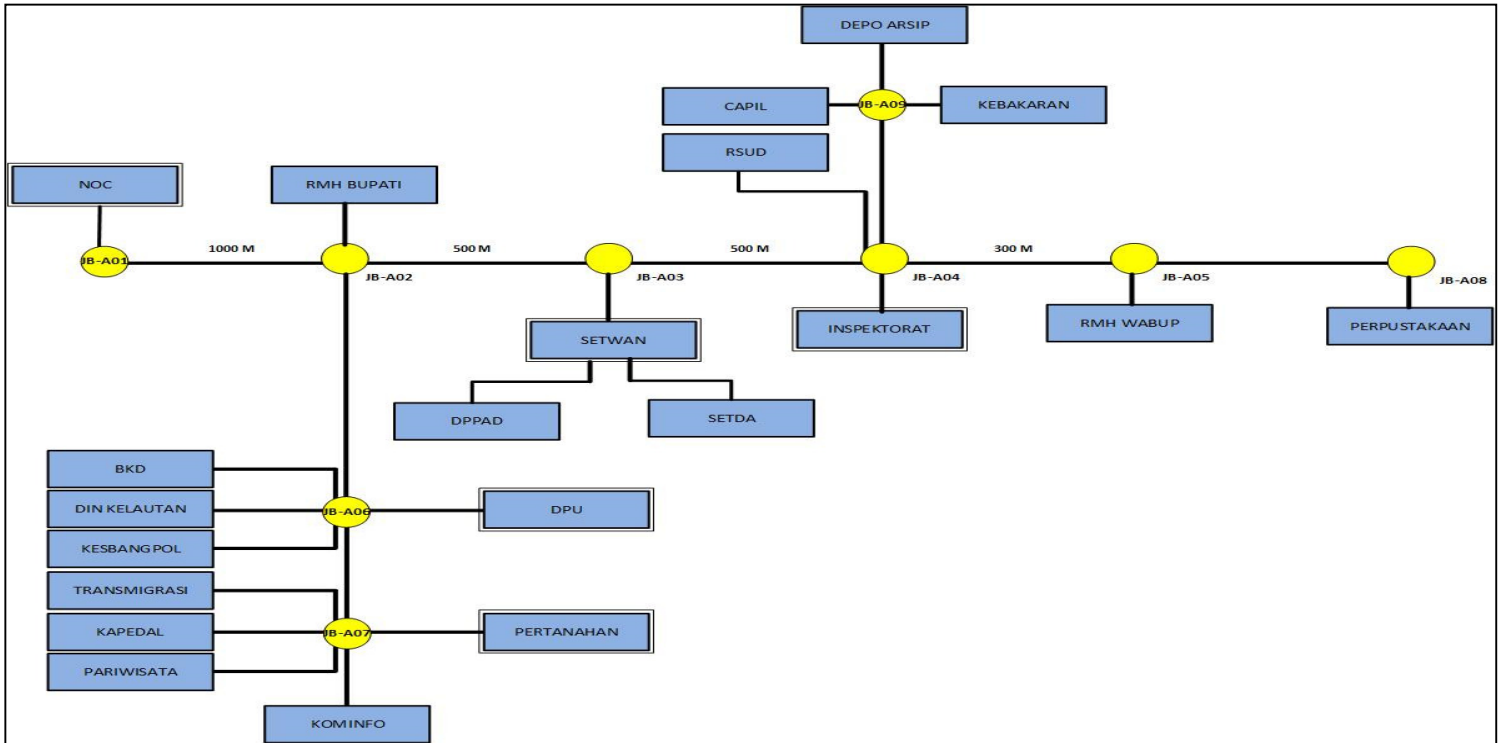 DEPO ARSIP
CAPIL
JB-A09
KEBAKARAN
RSUD
NOC
RMH BUPATI
JB-A01
1000 M
JB-A02
500 M
JB-A03
500 M
JB-A04
300 M
JB-A05
JB-A08
SETWAN
INSPEKTORAT
RMH WABUP
PERPUSTAKAAN
DPPAD
SETDA
BKD
DIN KELAUTAN
JB-A06
DPU
KESBANGPOL
TRANSMIGRASI
KAPEDAL
JB-A07
PERTANAHAN
PARIWISATA
KOMINFO